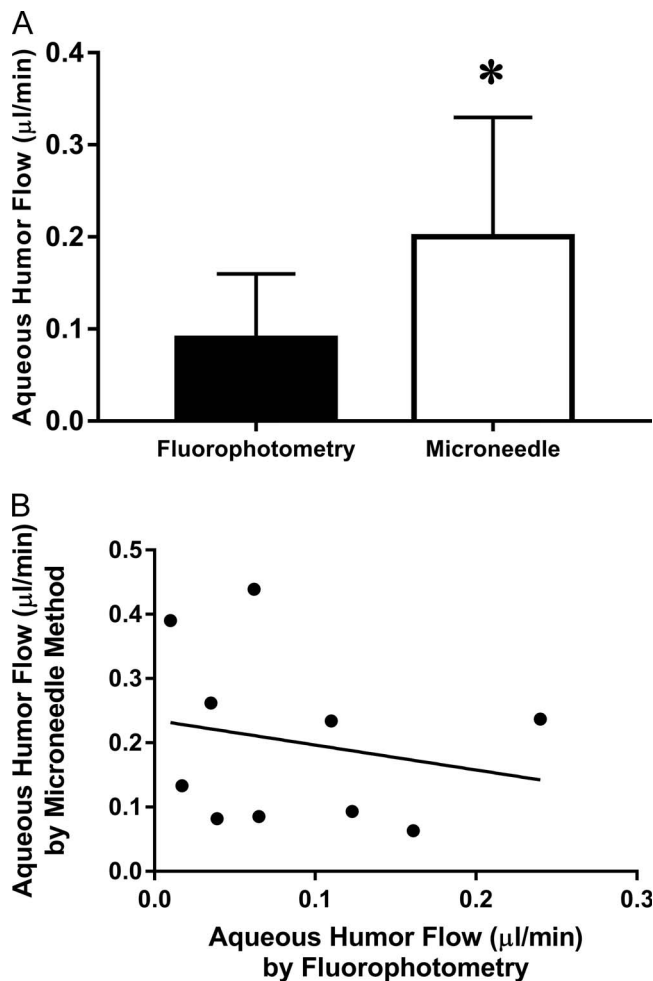 A
Aqueous Humor Flow (μl/min)
0.4
0.3
0.2
0.1
0.0
*
Fluorophotometry
Microneedle
B
Aqueous Humor Flow (μl/min)
by Microneedle Method
0.5
0.4
0.3
0.2
0.1
0.0
0.0
0.1
0.2
0.3
Aqueous Humor Flow (μl/min)
by Fluorophotometry